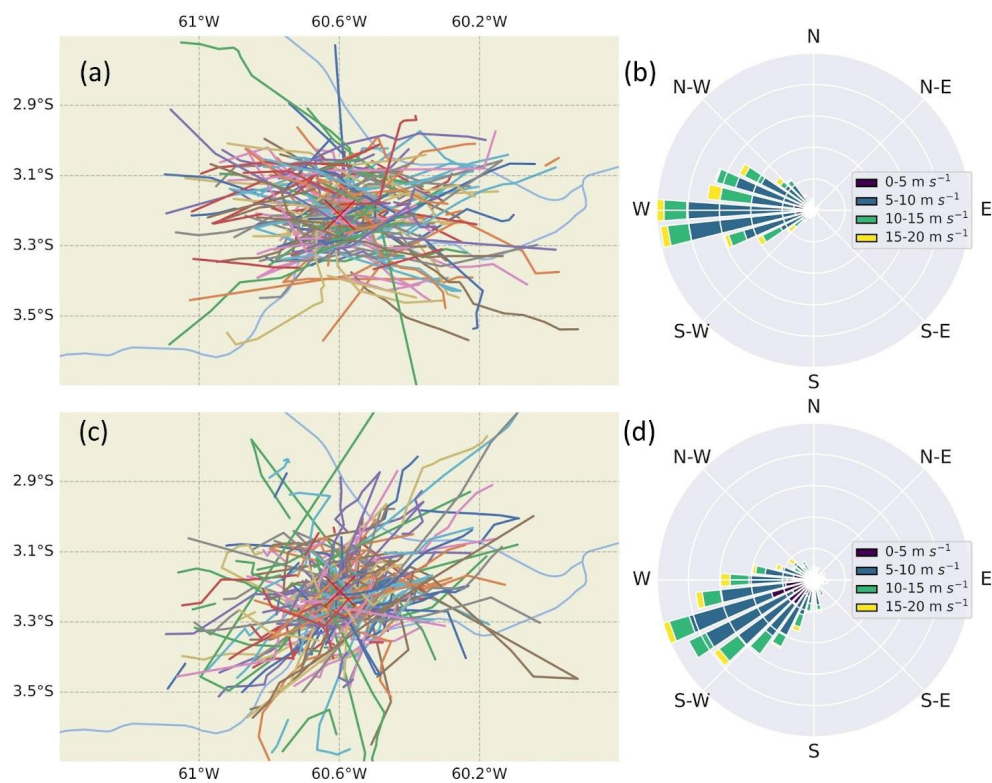 61°W 60.6°W 60.2°W
(a)
2.9°S
3.1°S
3.3°S
3.5°S
(b)
N
N-W
N-E
W
E
0-5 m s⁻¹
5-10 m s⁻¹
10-15 m s⁻¹
15-20 m s⁻¹
S-W
S-E
S
(c)
2.9°S
3.1°S
3.3°S
3.5°S
61°W 60.6°W 60.2°W
(d)
N
N-W
N-E
W
E
0-5 m s⁻¹
5-10 m s⁻¹
10-15 m s⁻¹
15-20 m s⁻¹
S-W
S-E
S